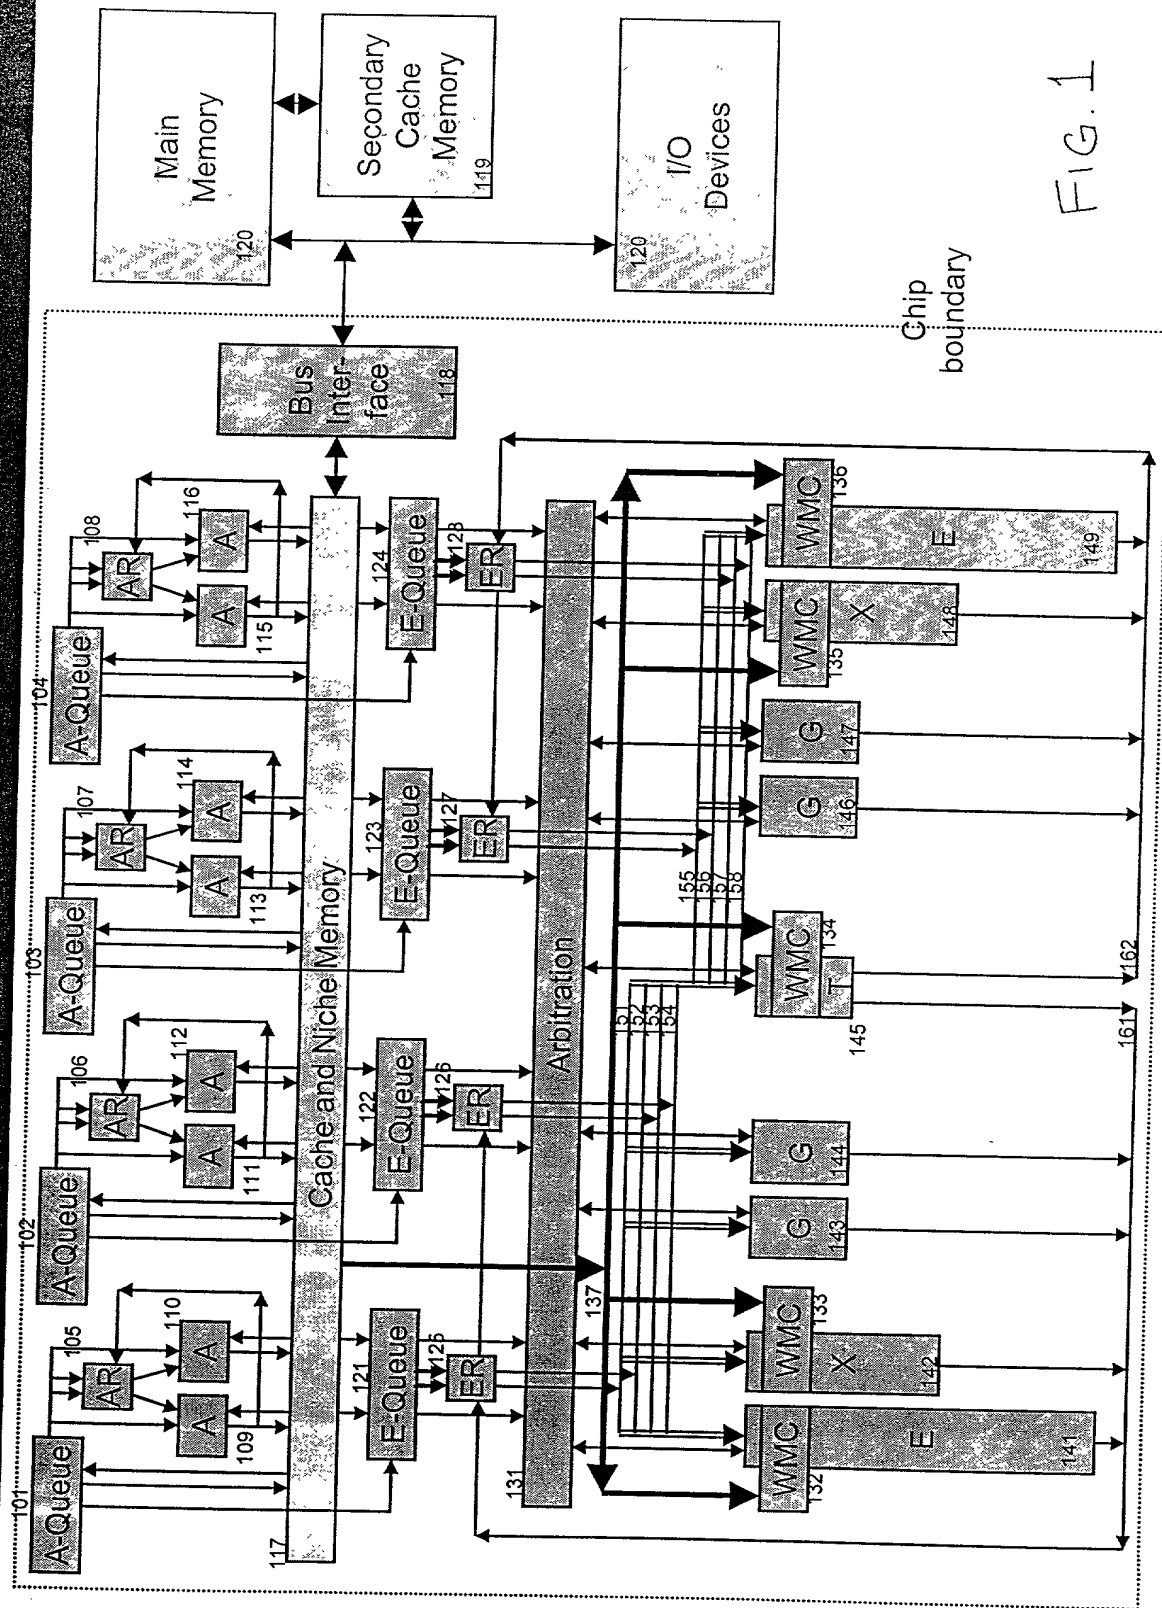 101
A-Queue
102
A-Queue
103
A-Queue
104
A-Queue
105
AR
106
AR
107
AR
108
AR
109
A
110
A
111
A
112
A
113
A
114
A
115
A
116
A
117
Cache and Niche Memory
Bus
Inter-
face
118
Main
Memory
120
Secondary
Cache
Memory
119
I/O
Devices
120
Chip
boundary
121
E-Queue
122
E-Queue
123
E-Queue
124
E-Queue
126
ER
126
ER
127
ER
128
ER
131
Arbitration
137
151
152
153
154
155
156
157
158
WMC
132
E
141
WMC
133
X
142
G
143
G
144
WMC
134
T
145
G
146
G
147
WMC
135
X
148
WMC
136
E
149
161
162
FIG. 1